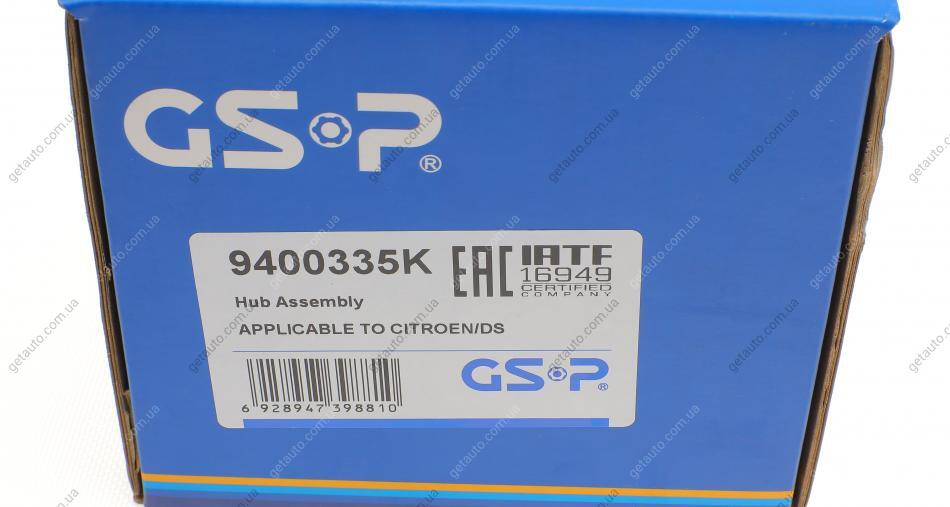 GSP®
9400335K
EAC
IATF
16949
CERTIFIED
COMPANY
Hub Assembly
APPLICABLE TO CITROEN/DS
6 928947 398810
GSP®
getauto.com.ua